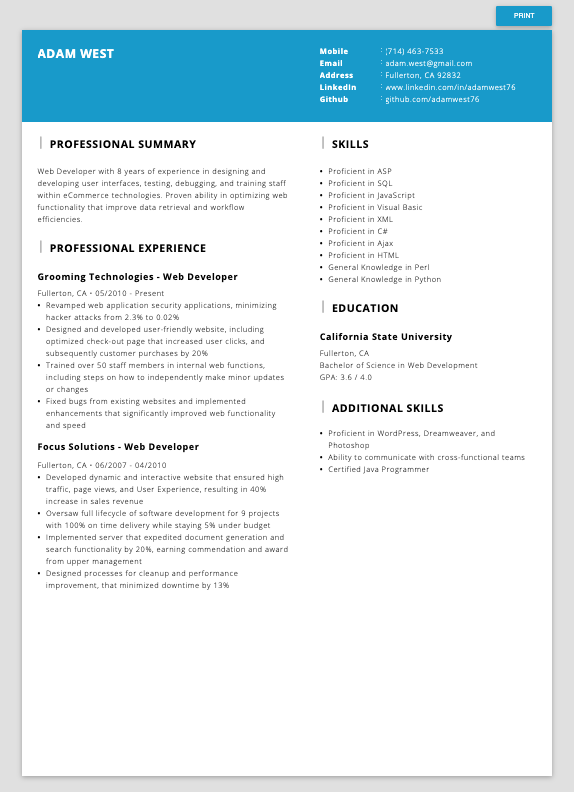 PRINT
ADAM WEST
Mobile : (714) 463-7533
Email : adam.west@gmail.com
Address : Fullerton, CA 92832
LinkedIn : www.linkedin.com/in/adamwest76
Github : github.com/adamwest76
PROFESSIONAL SUMMARY
Web Developer with 8 years of experience in designing and
developing user interfaces, testing, debugging, and training staff
within eCommerce technologies. Proven ability in optimizing web
functionality that improve data retrieval and workflow
efficiencies.
PROFESSIONAL EXPERIENCE
Grooming Technologies - Web Developer
Fullerton, CA • 05/2010 - Present
• Revamped web application security applications, minimizing
hacker attacks from 2.3% to 0.02%
• Designed and developed user-friendly website, including
optimized check-out page that increased user clicks, and
subsequently customer purchases by 20%
• Trained over 50 staff members in internal web functions,
including steps on how to independently make minor updates
or changes
• Fixed bugs from existing websites and implemented
enhancements that significantly improved web functionality
and speed
Focus Solutions - Web Developer
Fullerton, CA • 06/2007 - 04/2010
• Developed dynamic and interactive website that ensured high
traffic, page views, and User Experience, resulting in 40%
increase in sales revenue
• Oversaw full lifecycle of software development for 9 projects
with 100% on time delivery while staying 5% under budget
• Implemented server that expedited document generation and
search functionality by 20%, earning commendation and award
from upper management
• Designed processes for cleanup and performance
improvement, that minimized downtime by 13%
SKILLS
• Proficient in ASP
• Proficient in SQL
• Proficient in JavaScript
• Proficient in Visual Basic
• Proficient in XML
• Proficient in C#
• Proficient in Ajax
• Proficient in HTML
• General Knowledge in Perl
• General Knowledge in Python
EDUCATION
California State University
Fullerton, CA
Bachelor of Science in Web Development
GPA: 3.6 / 4.0
ADDITIONAL SKILLS
• Proficient in WordPress, Dreamweaver, and
Photoshop
• Ability to communicate with cross-functional teams
• Certified Java Programmer